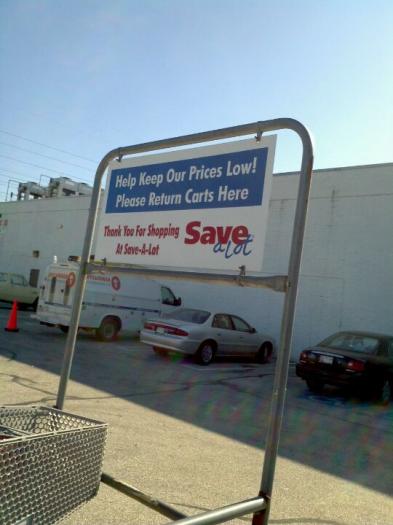 Help Keep Our Prices Low!
Please Return Carts Here
Thank You For Shopping
At Save-A-Lot
Save
a lot